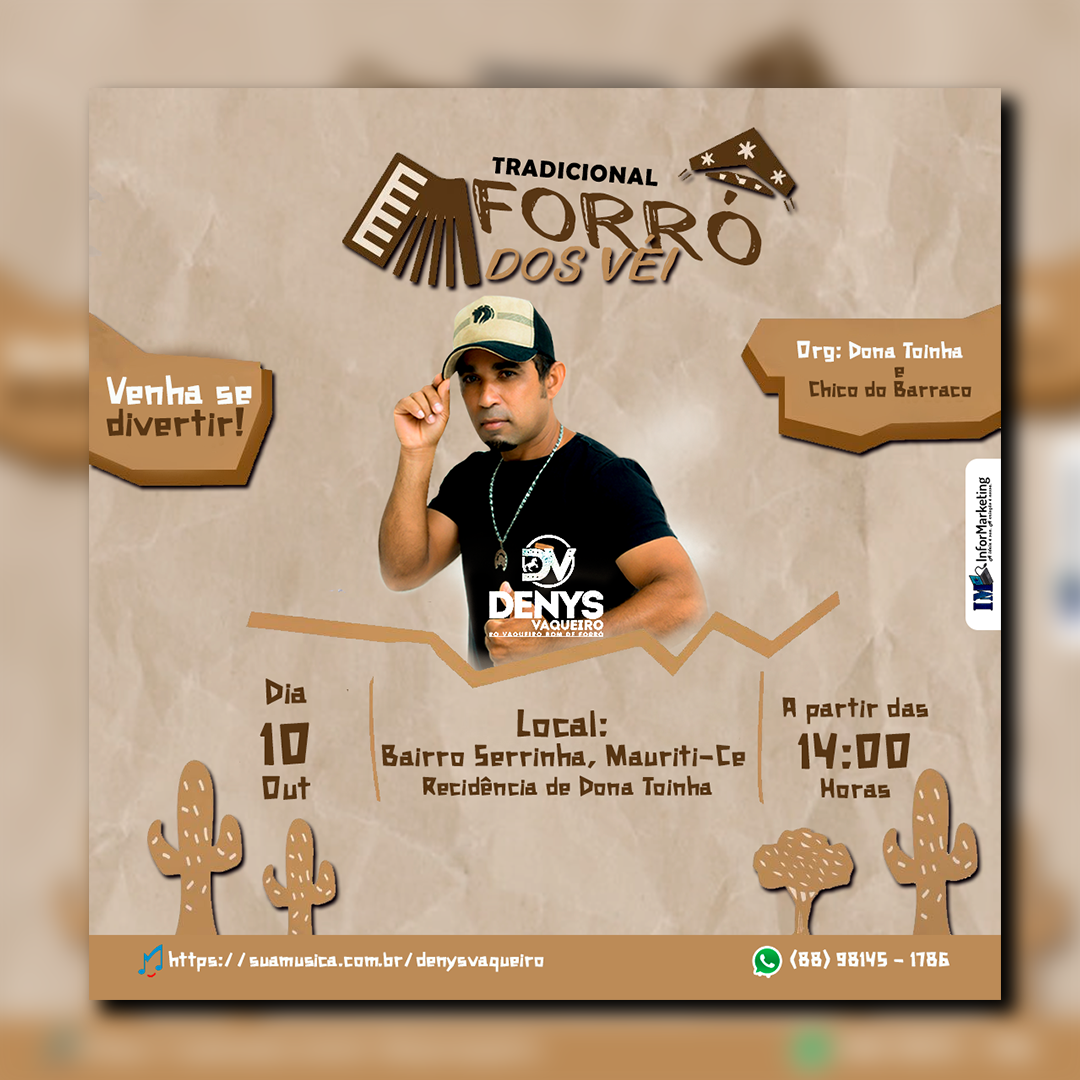 TRADICIONAL
FORRÓ
DOS VÉI
Venha se
divertir!
Org: Dona Toinha
e
Chico do Barraco
InforMarketing
IM
DV
DENYS
VAQUEIRO
Dia
10
Out
Local:
Bairro Serrinha, Mauriti-Ce
Recidência de Dona Toinha
A partir das
14:00
Horas
https://suamusica.com.br/denysvaqueiro
(88) 98145 - 1786